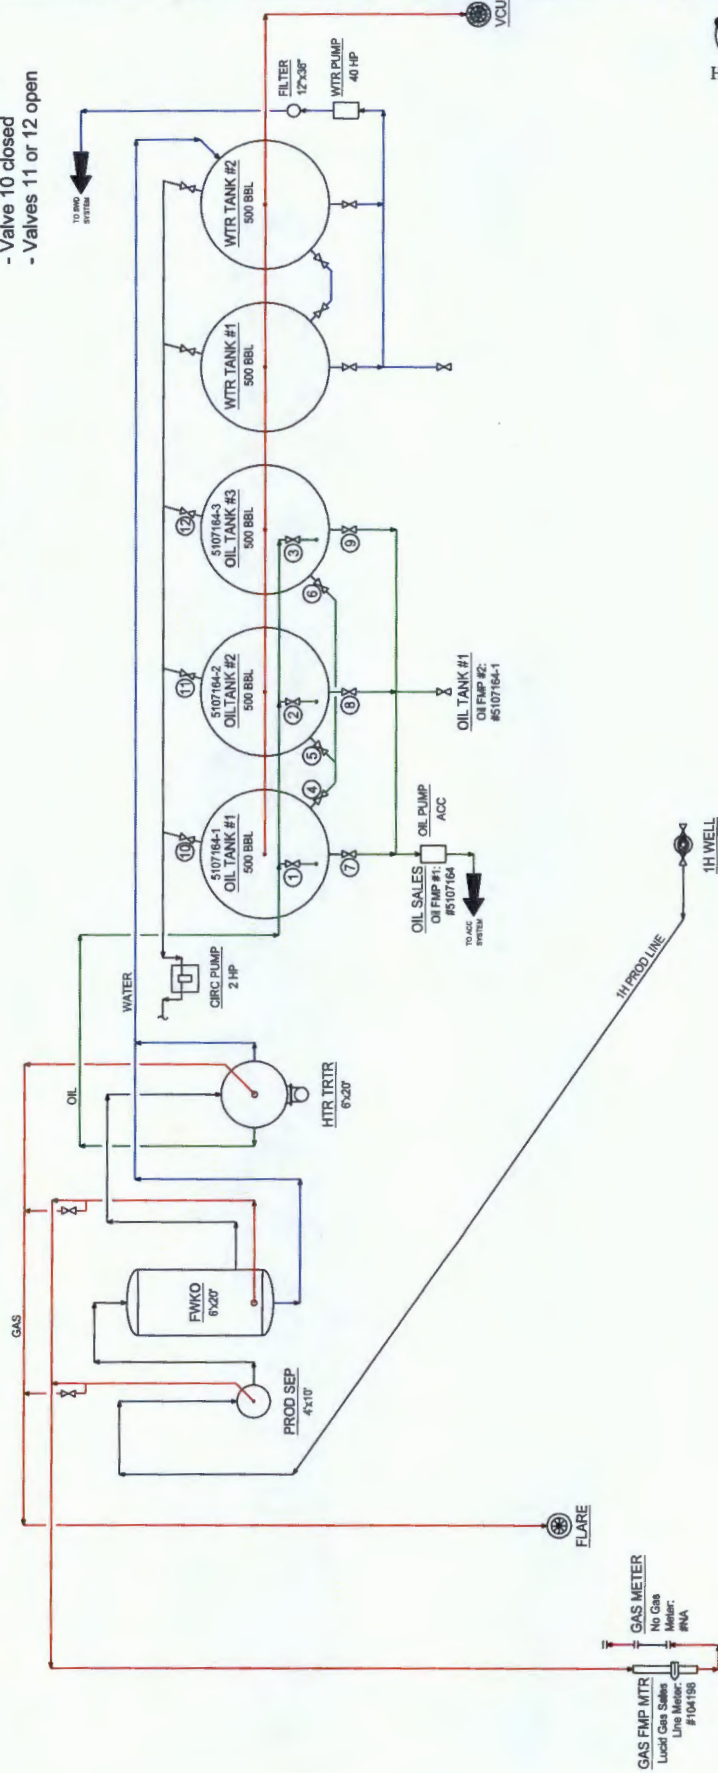 - Valve 10 closed
- Valves 11 or 12 open
H
VCU
FILTER
12"x36"
WTR PUMP
40 HP
TO SWD
SYSTEM
WTR TANK #2
500 BBL
WTR TANK #1
500 BBL
12
5107164-3
OIL TANK #3
500 BBL
3
6
9
11
5107164-2
OIL TANK #2
500 BBL
2
5
8
10
5107164-1
OIL TANK #1
500 BBL
1
4
7
OIL TANK #1
Oil FMP #2:
#5107164-1
OIL PUMP
ACC
OIL SALES
Oil FMP #1:
#5107164
TO ACC
SYSTEM
CIRC PUMP
2 HP
WATER
OIL
HTR TRTR
6'x20'
GAS
FWKO
6'x20'
PROD SEP
4'x10'
1H PROD LINE
1H WELL
FLARE
GAS METER
No Gas
Meter:
#NA
GAS FMP MTR
Lucid Gas Sales
Line Meter:
#104198